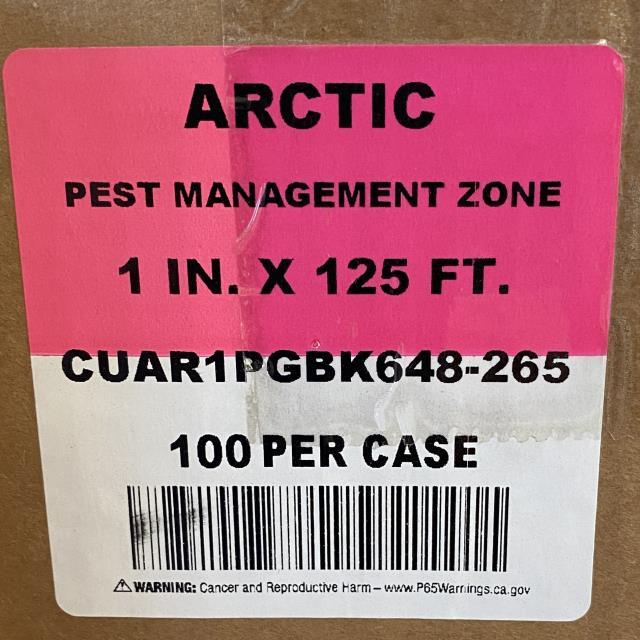 ARCTIC
PEST MANAGEMENT ZONE
1 IN. X 125 FT.
CUAR1PGBK648-265
100 PER CASE
⚠ WARNING: Cancer and Reproductive Harm – www.P65Warnings.ca.gov